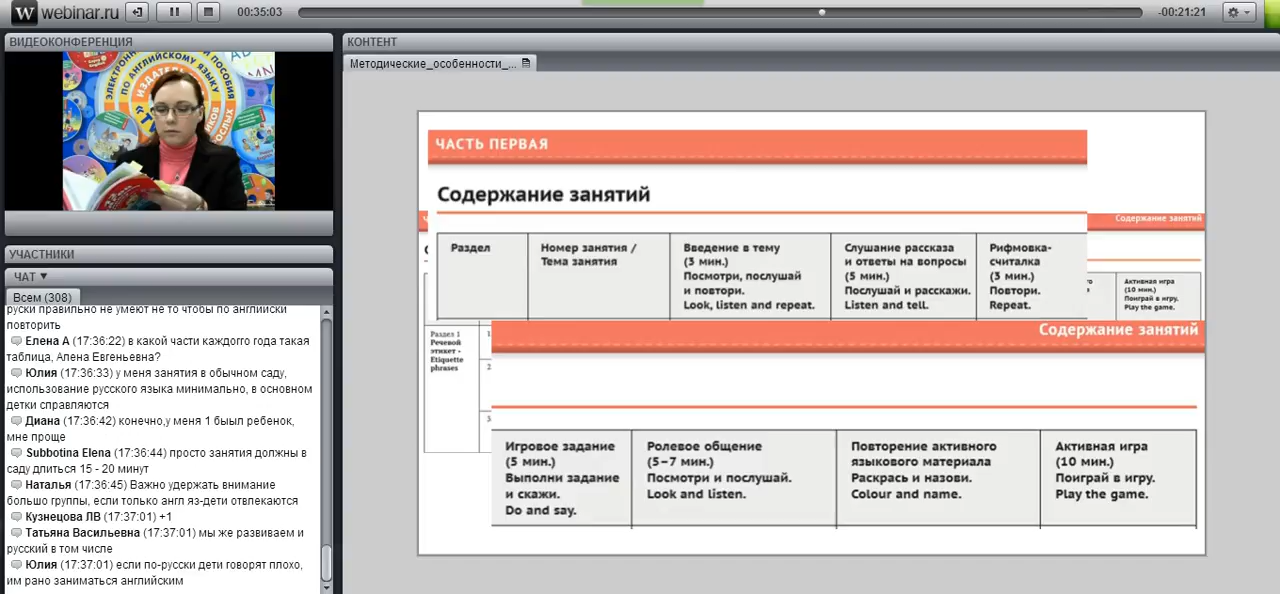 webinar.ru
00:35:03
-00:21:21
ВИДЕОКОНФЕРЕНЦИЯ
ЭЛЕКТРОН
ПОСОБИЯ
ПО АНГЛИЙСКОМУ ЯЗЫКУ
УЧАСТНИКИ
ЧАТ
Всем (308)
руски правильно не умеют не то чтобы по английски
повторить
Елена А (17:36:22) в какой части каждогго года такая
таблица, Алена Евгеньевна?
Юлия (17:36:33) у меня занятия в обычном саду,
использование русского языка минимально, в основном
детки справляются
Диана (17:36:42) конечно,у меня 1 быыл ребенок,
мне проще
Subbotina Elena (17:36:44) просто занятия должны в
саду длиться 15 - 20 минут
Наталья (17:36:45) Важно удержать внимание
большо группы, если только англ яз-дети отвлекаются
Кузнецова ЛВ (17:37:01) +1
Татьяна Васильевна (17:37:01) мы же развиваем и
русский в том числе
Юлия (17:37:01) если по-русски дети говорят плохо,
им рано заниматься английским
КОНТЕНТ
Методические_особенности_...
ЧАСТЬ ПЕРВАЯ
Содержание занятий
Содержание занятий
Раздел
Номер занятия /
Тема занятия
Введение в тему
(3 мин.)
Посмотри, послушай
и повтори.
Look, listen and repeat.
Слушание рассказа
и ответы на вопросы
(5 мин.)
Послушай и расскажи.
Listen and tell.
Рифмовка-
считалка
(3 мин.)
Повтори.
Repeat.
Активная игра
(10 мин.)
Поиграй в игру.
Play the game.
Раздел 1
Речевой
этикет •
Etiquette
phrases
1.
2.
3.
Содержание занятий
Игровое задание
(5 мин.)
Выполни задание
и скажи.
Do and say.
Ролевое общение
(5–7 мин.)
Посмотри и послушай.
Look and listen.
Повторение активного
языкового материала
Раскрась и назови.
Colour and name.
Активная игра
(10 мин.)
Поиграй в игру.
Play the game.